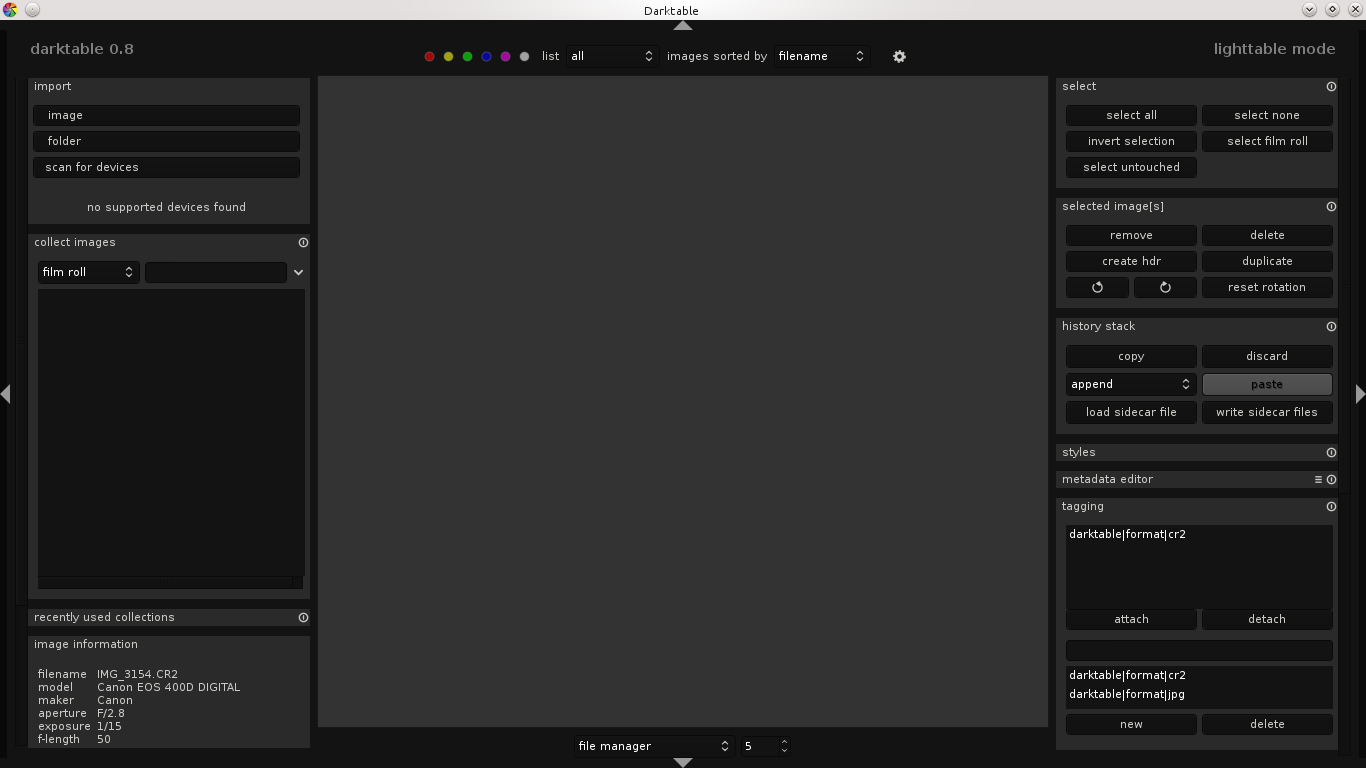 Darktable
darktable 0.8
list all images sorted by filename
lighttable mode
import
image
folder
scan for devices
no supported devices found
collect images
film roll
recently used collections
image information
filename IMG_3154.CR2
model Canon EOS 400D DIGITAL
maker Canon
aperture F/2.8
exposure 1/15
f-length 50
file manager 5
select
select all select none
invert selection select film roll
select untouched
selected image[s]
remove delete
create hdr duplicate
reset rotation
history stack
copy discard
append paste
load sidecar file write sidecar files
styles
metadata editor
tagging
darktable|format|cr2
attach detach
darktable|format|cr2
darktable|format|jpg
new delete